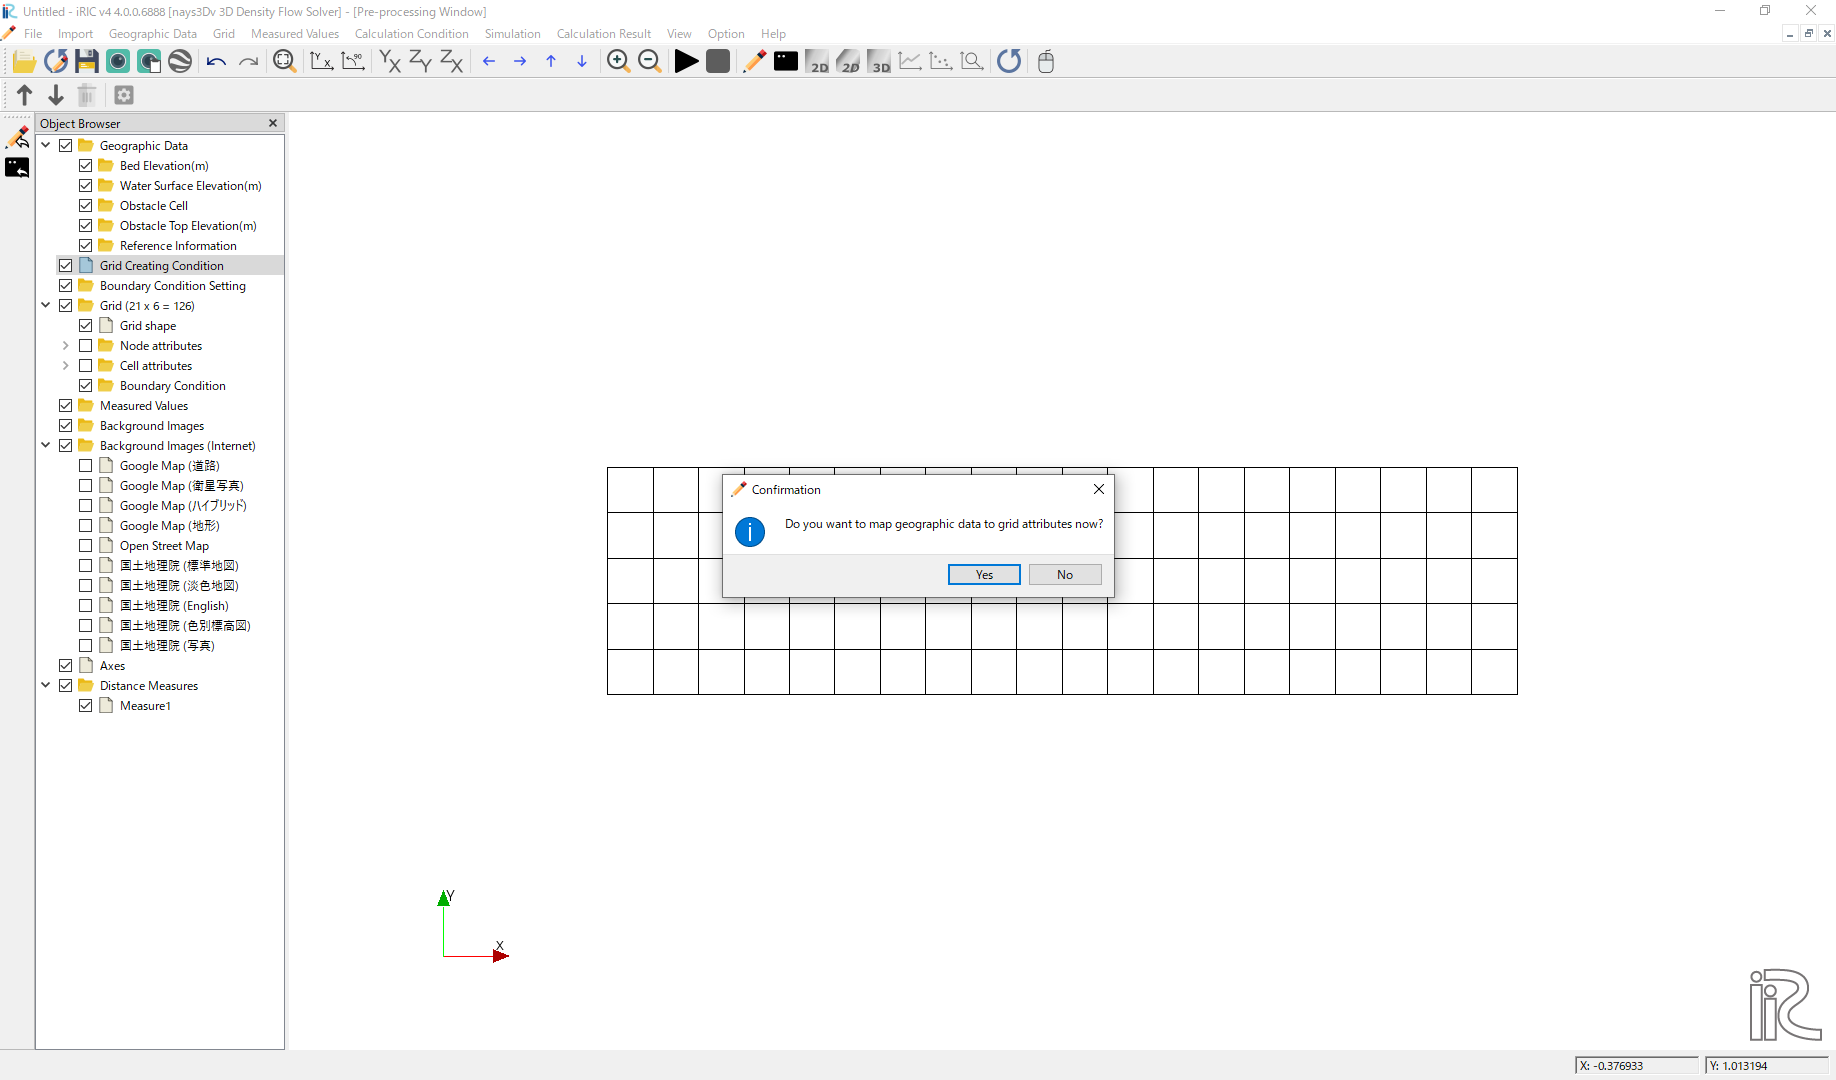 Untitled - iRIC v4 4.0.0.6888 [nays3Dv 3D Density Flow Solver] - [Pre-processing Window]
File Import Geographic Data Grid Measured Values Calculation Condition Simulation Calculation Result View Option Help
2D 2D 3D
Object Browser
Geographic Data
Bed Elevation(m)
Water Surface Elevation(m)
Obstacle Cell
Obstacle Top Elevation(m)
Reference Information
Grid Creating Condition
Boundary Condition Setting
Grid (21 x 6 = 126)
Grid shape
Node attributes
Cell attributes
Boundary Condition
Measured Values
Background Images
Background Images (Internet)
Google Map (道路)
Google Map (衛星写真)
Google Map (ハイブリッド)
Google Map (地形)
Open Street Map
国土地理院 (標準地図)
国土地理院 (淡色地図)
国土地理院 (English)
国土地理院 (色別標高図)
国土地理院 (写真)
Axes
Distance Measures
Measure1
Confirmation
Do you want to map geographic data to grid attributes now?
Yes No
Y
X
iRIC
X: -0.376933 Y: 1.013194